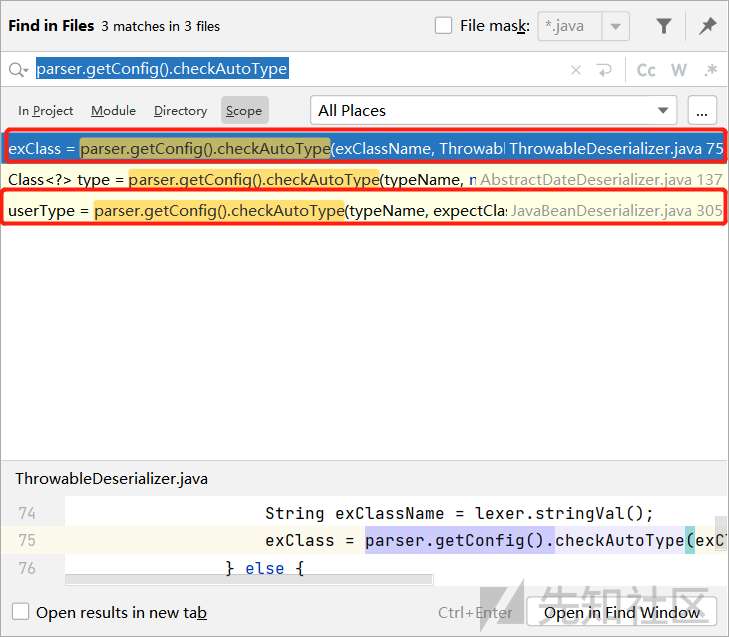 Find in Files 3 matches in 3 files File mask: *.java
parser.getConfig().checkAutoType Cc W .*
In Project Module Directory Scope All Places ...
exClass = parser.getConfig().checkAutoType(exClassName, Throwabl ThrowableDeserializer.java 75
Class<?> type = parser.getConfig().checkAutoType(typeName, n AbstractDateDeserializer.java 137
userType = parser.getConfig().checkAutoType(typeName, expectClas JavaBeanDeserializer.java 305
ThrowableDeserializer.java
74 String exClassName = lexer.stringVal();
75 exClass = parser.getConfig().checkAutoType(exCl
76 } else {
先知社区
Open results in new tab Ctrl+Enter Open in Find Window